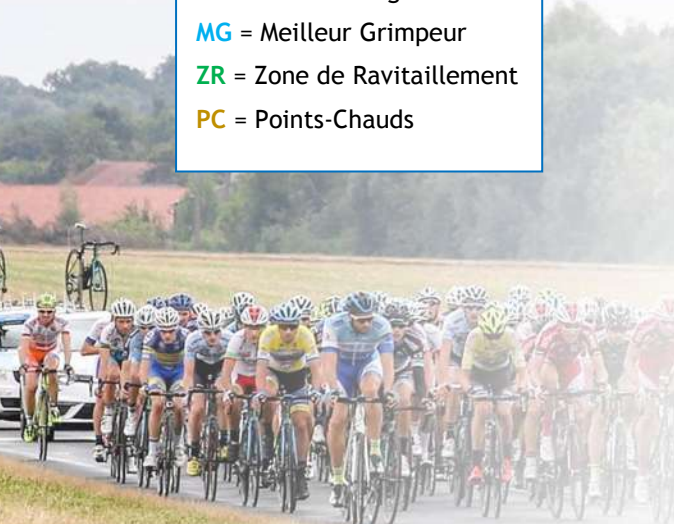 MG = Meilleur Grimpeur
ZR = Zone de Ravitaillement
PC = Points-Chauds